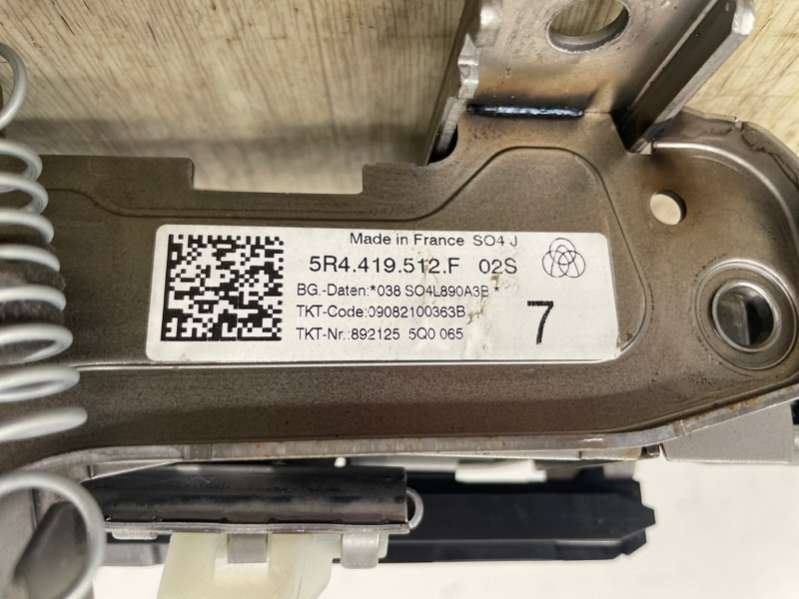 Made in France SO4 J
5R4.419.512.F 02S
BG.-Daten:*038 SO4L890A3B *
TKT-Code:09082100363B
TKT-Nr.:892125 5Q0 065
7